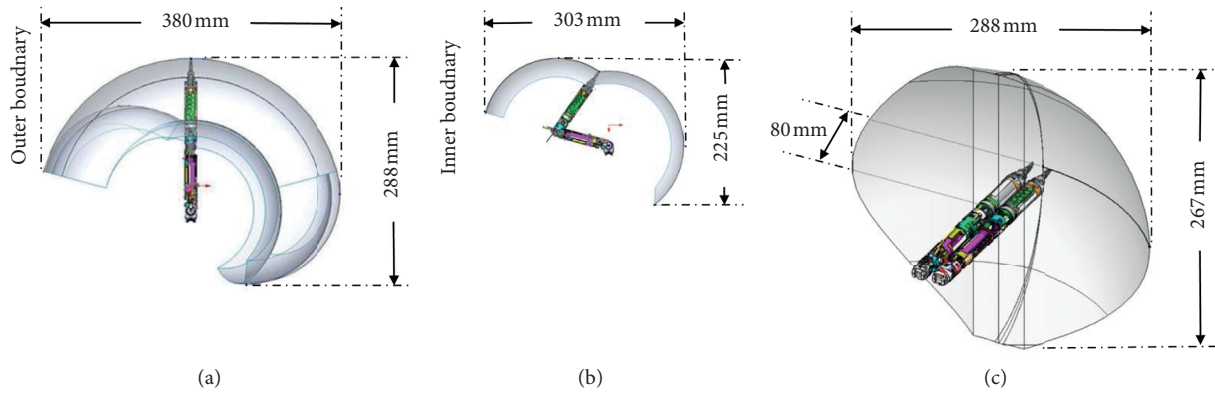 380 mm
Outer boudnary
288 mm
(a)
303 mm
Inner boudnary
225 mm
(b)
288 mm
80 mm
267 mm
(c)